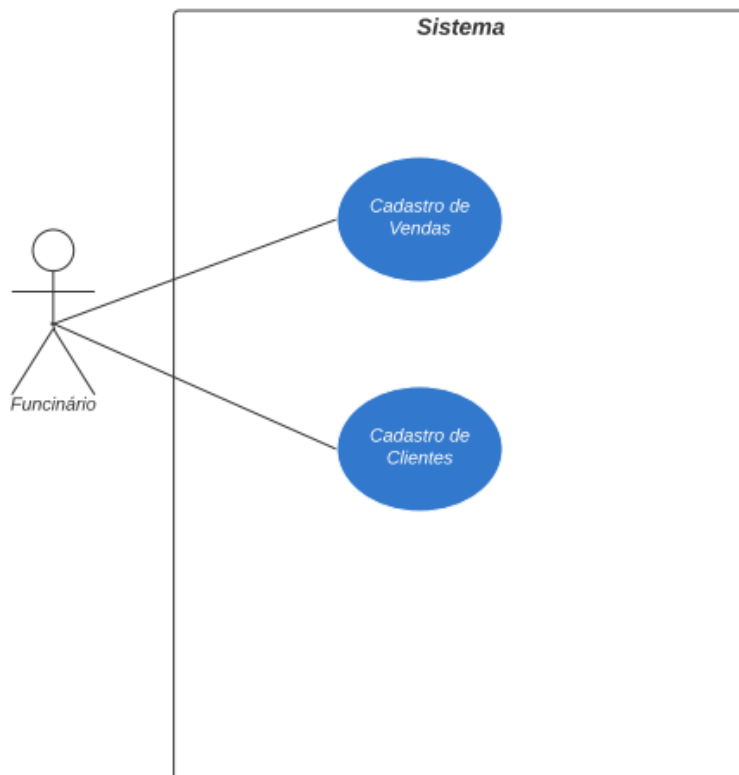 Sistema
Cadastro de
Vendas
Funcinário
Cadastro de
Clientes